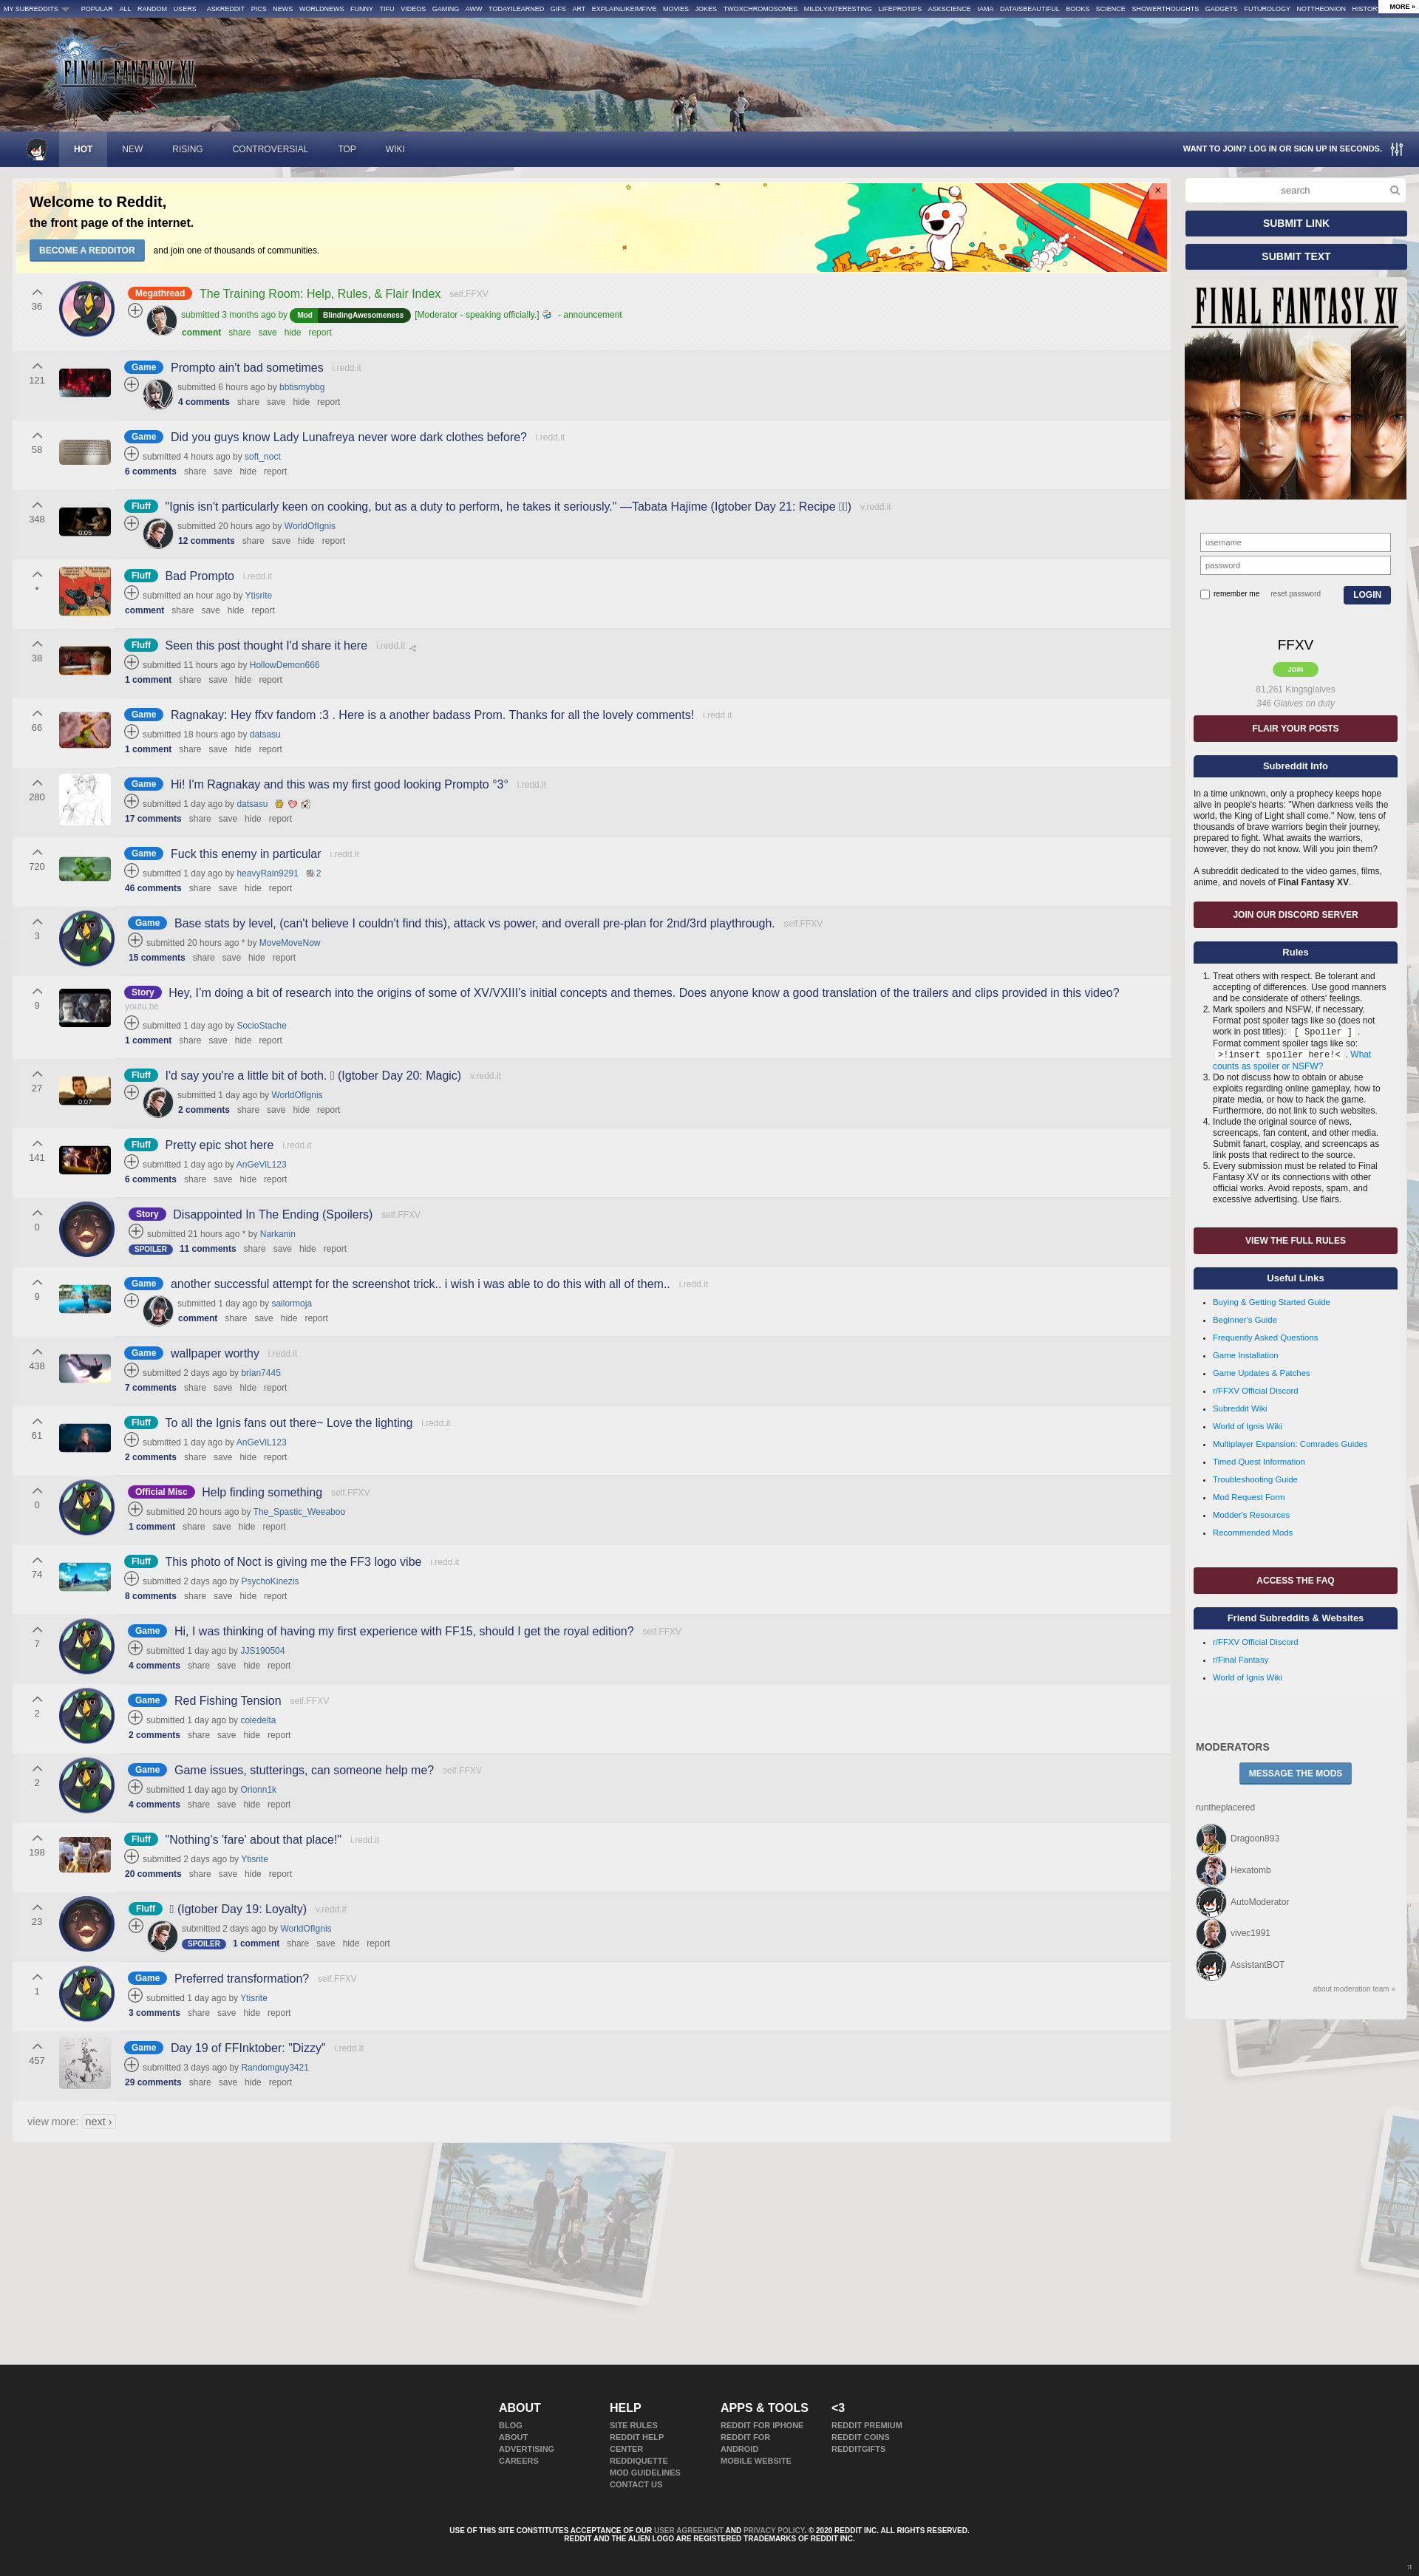 MY SUBREDDITS POPULAR ALL RANDOM USERS ASKREDDIT PICS NEWS WORLDNEWS FUNNY TIFU VIDEOS GAMING AWW TODAYILEARNED GIFS ART EXPLAINLIKEIMFIVE MOVIES JOKES TWOXCHROMOSOMES MILDLYINTERESTING LIFEPROTIPS ASKSCIENCE IAMA DATAISBEAUTIFUL BOOKS SCIENCE SHOWERTHOUGHTS GADGETS FUTUROLOGY NOTTHEONION HISTORY MORE »
FINAL FANTASY XV
HOT NEW RISING CONTROVERSIAL TOP WIKI
WANT TO JOIN? LOG IN OR SIGN UP IN SECONDS.
Welcome to Reddit,
the front page of the internet.
BECOME A REDDITOR and join one of thousands of communities.
×
36
Megathread The Training Room: Help, Rules, & Flair Index self.FFXV
submitted 3 months ago by Mod BlindingAwesomeness [Moderator - speaking officially.] - announcement
comment share save hide report
121
Game Prompto ain't bad sometimes i.redd.it
submitted 6 hours ago by bbtismybbg
4 comments share save hide report
58
Game Did you guys know Lady Lunafreya never wore dark clothes before? i.redd.it
submitted 4 hours ago by soft_noct
6 comments share save hide report
348
0:05
Fluff "Ignis isn't particularly keen on cooking, but as a duty to perform, he takes it seriously." —Tabata Hajime (Igtober Day 21: Recipe) v.redd.it
submitted 20 hours ago by WorldOfIgnis
12 comments share save hide report
•
Fluff Bad Prompto i.redd.it
submitted an hour ago by Ytisrite
comment share save hide report
38
Fluff Seen this post thought I'd share it here i.redd.it
submitted 11 hours ago by HollowDemon666
1 comment share save hide report
66
Game Ragnakay: Hey ffxv fandom :3 . Here is a another badass Prom. Thanks for all the lovely comments! i.redd.it
submitted 18 hours ago by datsasu
1 comment share save hide report
280
Game Hi! I'm Ragnakay and this was my first good looking Prompto °3° i.redd.it
submitted 1 day ago by datsasu
17 comments share save hide report
720
Game Fuck this enemy in particular i.redd.it
submitted 1 day ago by heavyRain9291 2
46 comments share save hide report
3
Game Base stats by level, (can't believe I couldn't find this), attack vs power, and overall pre-plan for 2nd/3rd playthrough. self.FFXV
submitted 20 hours ago * by MoveMoveNow
15 comments share save hide report
9
Story Hey, I'm doing a bit of research into the origins of some of XV/VXIII's initial concepts and themes. Does anyone know a good translation of the trailers and clips provided in this video?
youtu.be
submitted 1 day ago by SocioStache
1 comment share save hide report
27
0:07
Fluff I'd say you're a little bit of both. (Igtober Day 20: Magic) v.redd.it
submitted 1 day ago by WorldOfIgnis
2 comments share save hide report
141
Fluff Pretty epic shot here i.redd.it
submitted 1 day ago by AnGeViL123
6 comments share save hide report
0
Story Disappointed In The Ending (Spoilers) self.FFXV
submitted 21 hours ago * by Narkanin
SPOILER 11 comments share save hide report
9
Game another successful attempt for the screenshot trick.. i wish i was able to do this with all of them.. i.redd.it
submitted 1 day ago by sailormoja
comment share save hide report
438
Game wallpaper worthy i.redd.it
submitted 2 days ago by brian7445
7 comments share save hide report
61
Fluff To all the Ignis fans out there~ Love the lighting i.redd.it
submitted 1 day ago by AnGeViL123
2 comments share save hide report
0
Official Misc Help finding something self.FFXV
submitted 20 hours ago by The_Spastic_Weeaboo
1 comment share save hide report
74
Fluff This photo of Noct is giving me the FF3 logo vibe i.redd.it
submitted 2 days ago by PsychoKinezis
8 comments share save hide report
7
Game Hi, I was thinking of having my first experience with FF15, should I get the royal edition? self.FFXV
submitted 1 day ago by JJS190504
4 comments share save hide report
2
Game Red Fishing Tension self.FFXV
submitted 1 day ago by coledelta
2 comments share save hide report
2
Game Game issues, stutterings, can someone help me? self.FFXV
submitted 1 day ago by Orionn1k
4 comments share save hide report
198
Fluff "Nothing's 'fare' about that place!" i.redd.it
submitted 2 days ago by Ytisrite
20 comments share save hide report
23
Fluff (Igtober Day 19: Loyalty) v.redd.it
submitted 2 days ago by WorldOfIgnis
SPOILER 1 comment share save hide report
1
Game Preferred transformation? self.FFXV
submitted 1 day ago by Ytisrite
3 comments share save hide report
457
Game Day 19 of FFInktober: "Dizzy" i.redd.it
submitted 3 days ago by Randomguy3421
29 comments share save hide report
view more: next ›
search
SUBMIT LINK
SUBMIT TEXT
FINAL FANTASY XV
username
password
remember me reset password LOGIN
FFXV
JOIN
81,261 Kingsglaives
346 Glaives on duty
FLAIR YOUR POSTS
Subreddit Info
In a time unknown, only a prophecy keeps hope
alive in people's hearts: "When darkness veils the
world, the King of Light shall come." Now, tens of
thousands of brave warriors begin their journey,
prepared to fight. What awaits the warriors,
however, they do not know. Will you join them?
A subreddit dedicated to the video games, films,
anime, and novels of Final Fantasy XV.
JOIN OUR DISCORD SERVER
Rules
1. Treat others with respect. Be tolerant and
accepting of differences. Use good manners
and be considerate of others' feelings.
2. Mark spoilers and NSFW, if necessary.
Format post spoiler tags like so (does not
work in post titles): [ Spoiler ] .
Format comment spoiler tags like so:
>!insert spoiler here!< . What
counts as spoiler or NSFW?
3. Do not discuss how to obtain or abuse
exploits regarding online gameplay, how to
pirate media, or how to hack the game.
Furthermore, do not link to such websites.
4. Include the original source of news,
screencaps, fan content, and other media.
Submit fanart, cosplay, and screencaps as
link posts that redirect to the source.
5. Every submission must be related to Final
Fantasy XV or its connections with other
official works. Avoid reposts, spam, and
excessive advertising. Use flairs.
VIEW THE FULL RULES
Useful Links
Buying & Getting Started Guide
Beginner's Guide
Frequently Asked Questions
Game Installation
Game Updates & Patches
r/FFXV Official Discord
Subreddit Wiki
World of Ignis Wiki
Multiplayer Expansion: Comrades Guides
Timed Quest Information
Troubleshooting Guide
Mod Request Form
Modder's Resources
Recommended Mods
ACCESS THE FAQ
Friend Subreddits & Websites
r/FFXV Official Discord
r/Final Fantasy
World of Ignis Wiki
MODERATORS
MESSAGE THE MODS
runtheplacered
Dragoon893
Hexatomb
AutoModerator
vivec1991
AssistantBOT
about moderation team »
ABOUT
BLOG
ABOUT
ADVERTISING
CAREERS
HELP
SITE RULES
REDDIT HELP
CENTER
REDDIQUETTE
MOD GUIDELINES
CONTACT US
APPS & TOOLS
REDDIT FOR IPHONE
REDDIT FOR
ANDROID
MOBILE WEBSITE
<3
REDDIT PREMIUM
REDDIT COINS
REDDITGIFTS
USE OF THIS SITE CONSTITUTES ACCEPTANCE OF OUR USER AGREEMENT AND PRIVACY POLICY. © 2020 REDDIT INC. ALL RIGHTS RESERVED.
REDDIT AND THE ALIEN LOGO ARE REGISTERED TRADEMARKS OF REDDIT INC.
π